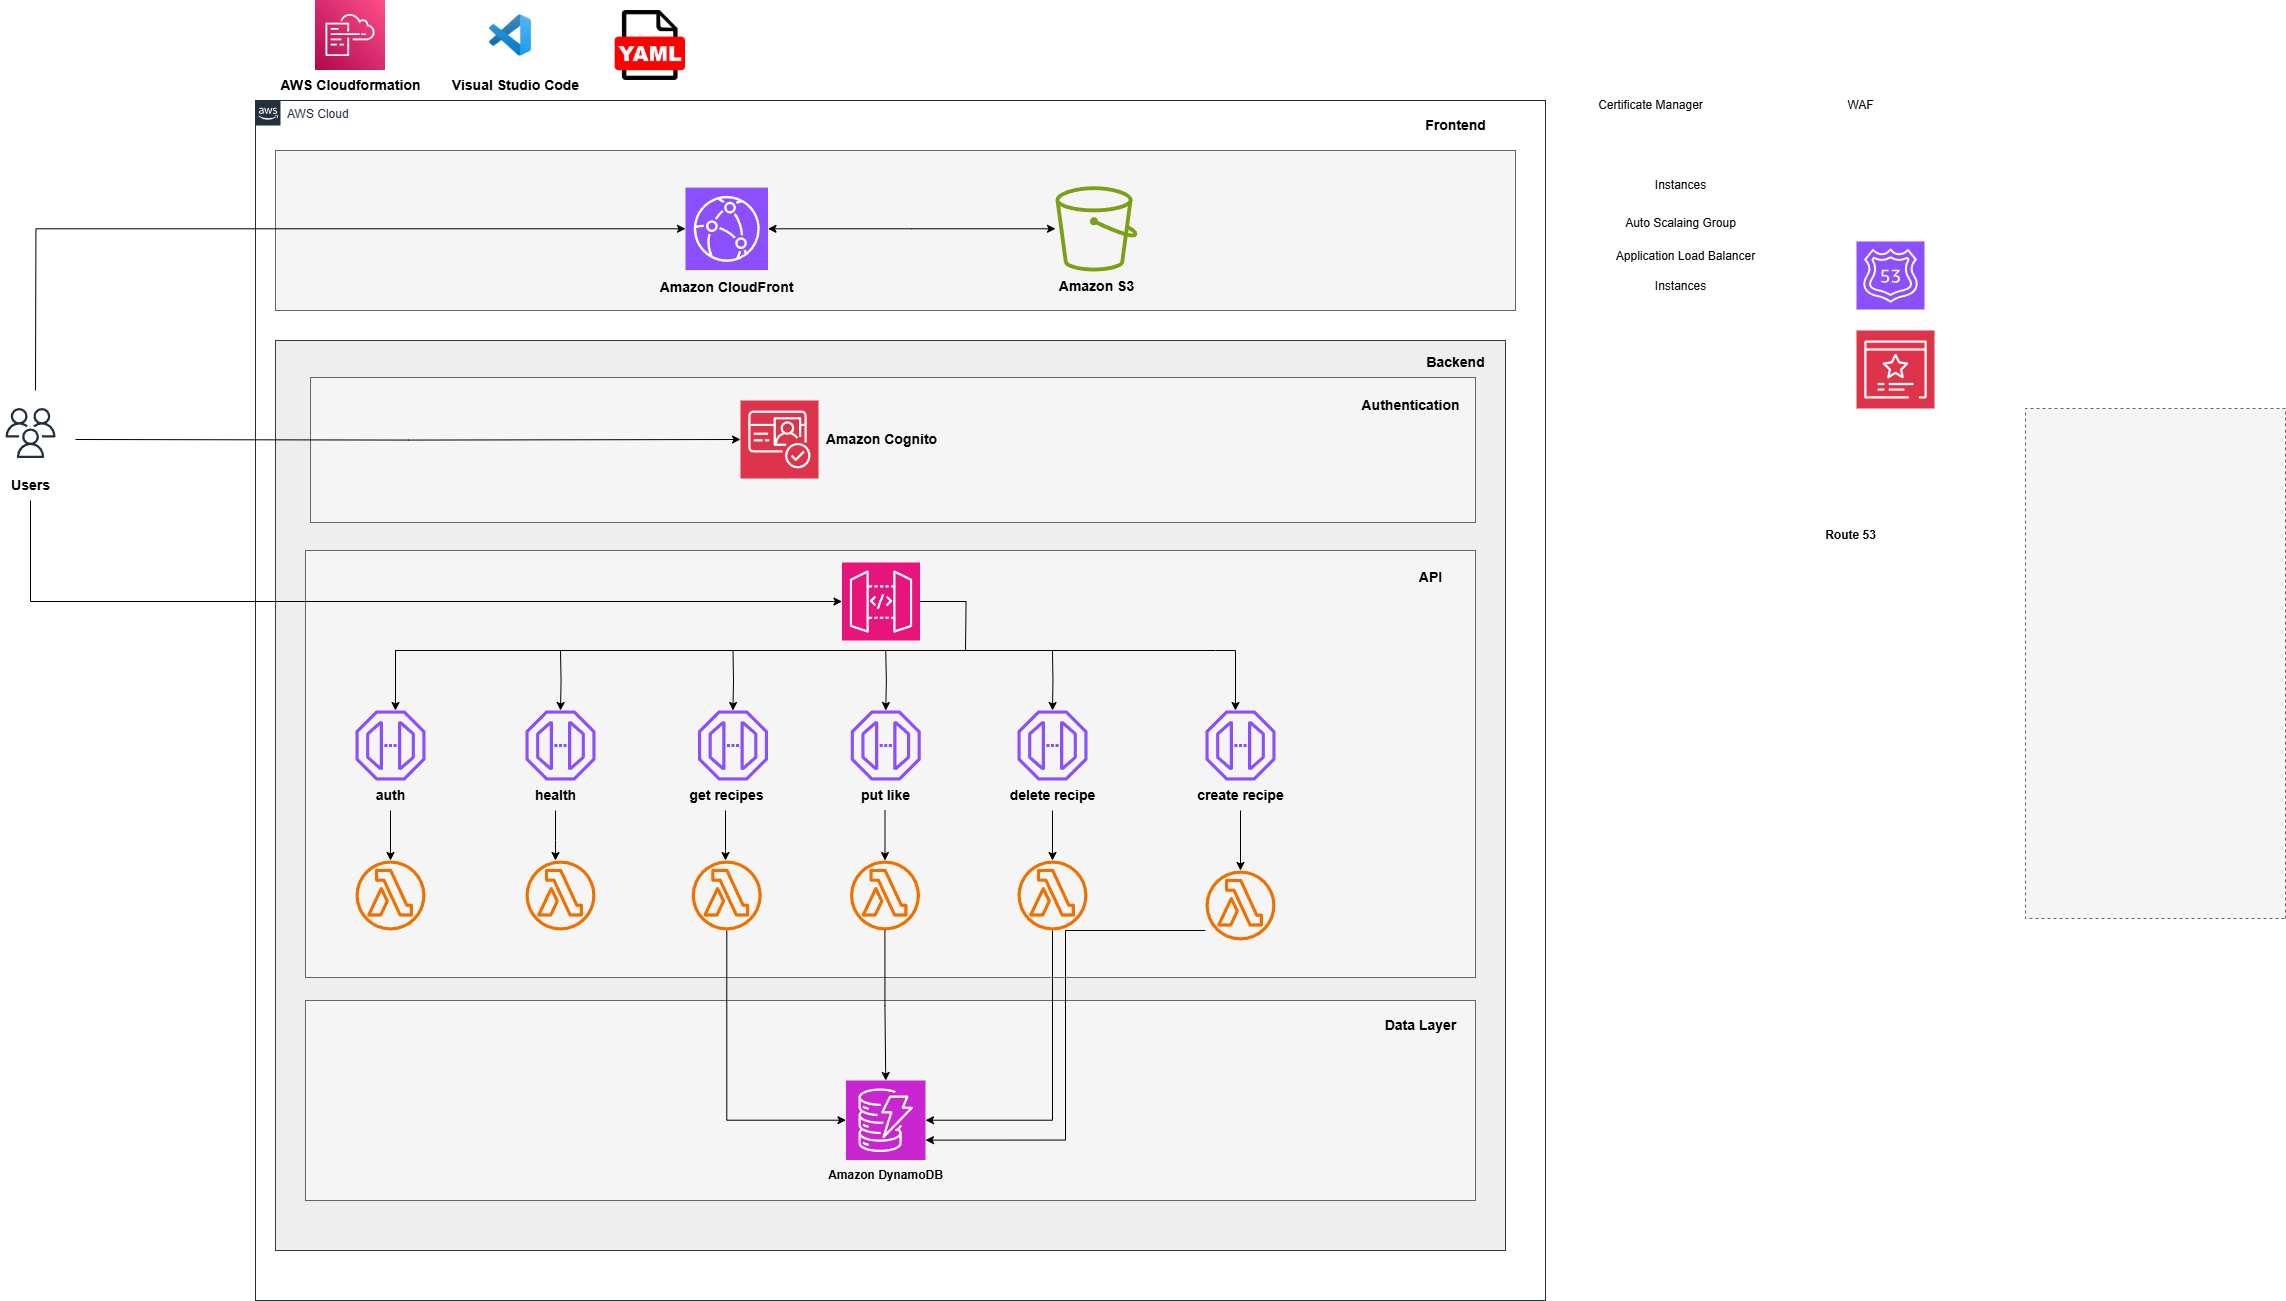 AWS Cloudformation
Visual Studio Code
YAML
aws
AWS Cloud
Frontend
Amazon CloudFront
Amazon S3
Users
Backend
Authentication
Amazon Cognito
API
</>
auth
health
get recipes
put like
delete recipe
create recipe
Data Layer
Amazon DynamoDB
Certificate Manager
WAF
Instances
Auto Scalaing Group
Application Load Balancer
Instances
53
Route 53